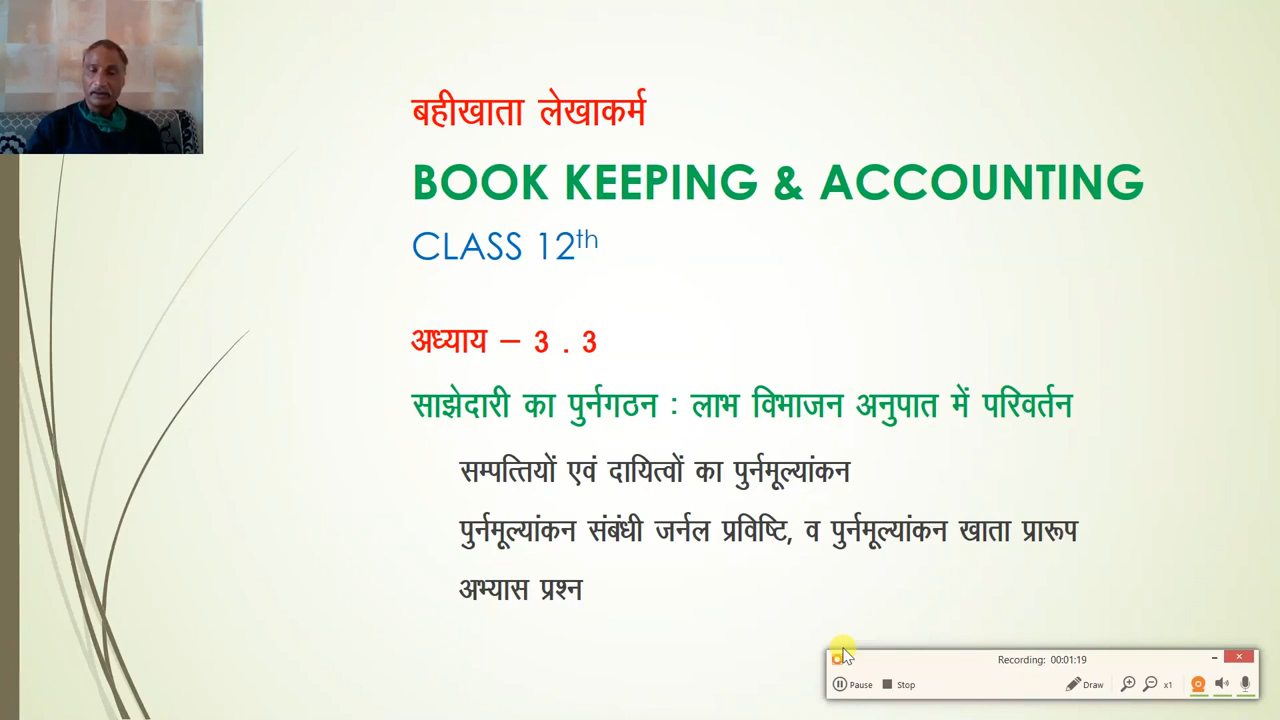 बहीखाता लेखाकर्म
BOOK KEEPING & ACCOUNTING
CLASS 12th
अध्याय – 3 . 3
साझेदारी का पुर्नगठन : लाभ विभाजन अनुपात में परिवर्तन
सम्पत्तियों एवं दायित्वों का पुर्नमूल्यांकन
पुर्नमूल्यांकन संबंधी जर्नल प्रविष्टि, व पुर्नमूल्यांकन खाता प्रारूप
अभ्यास प्रश्न
Recording: 00:01:19
Pause Stop Draw x1